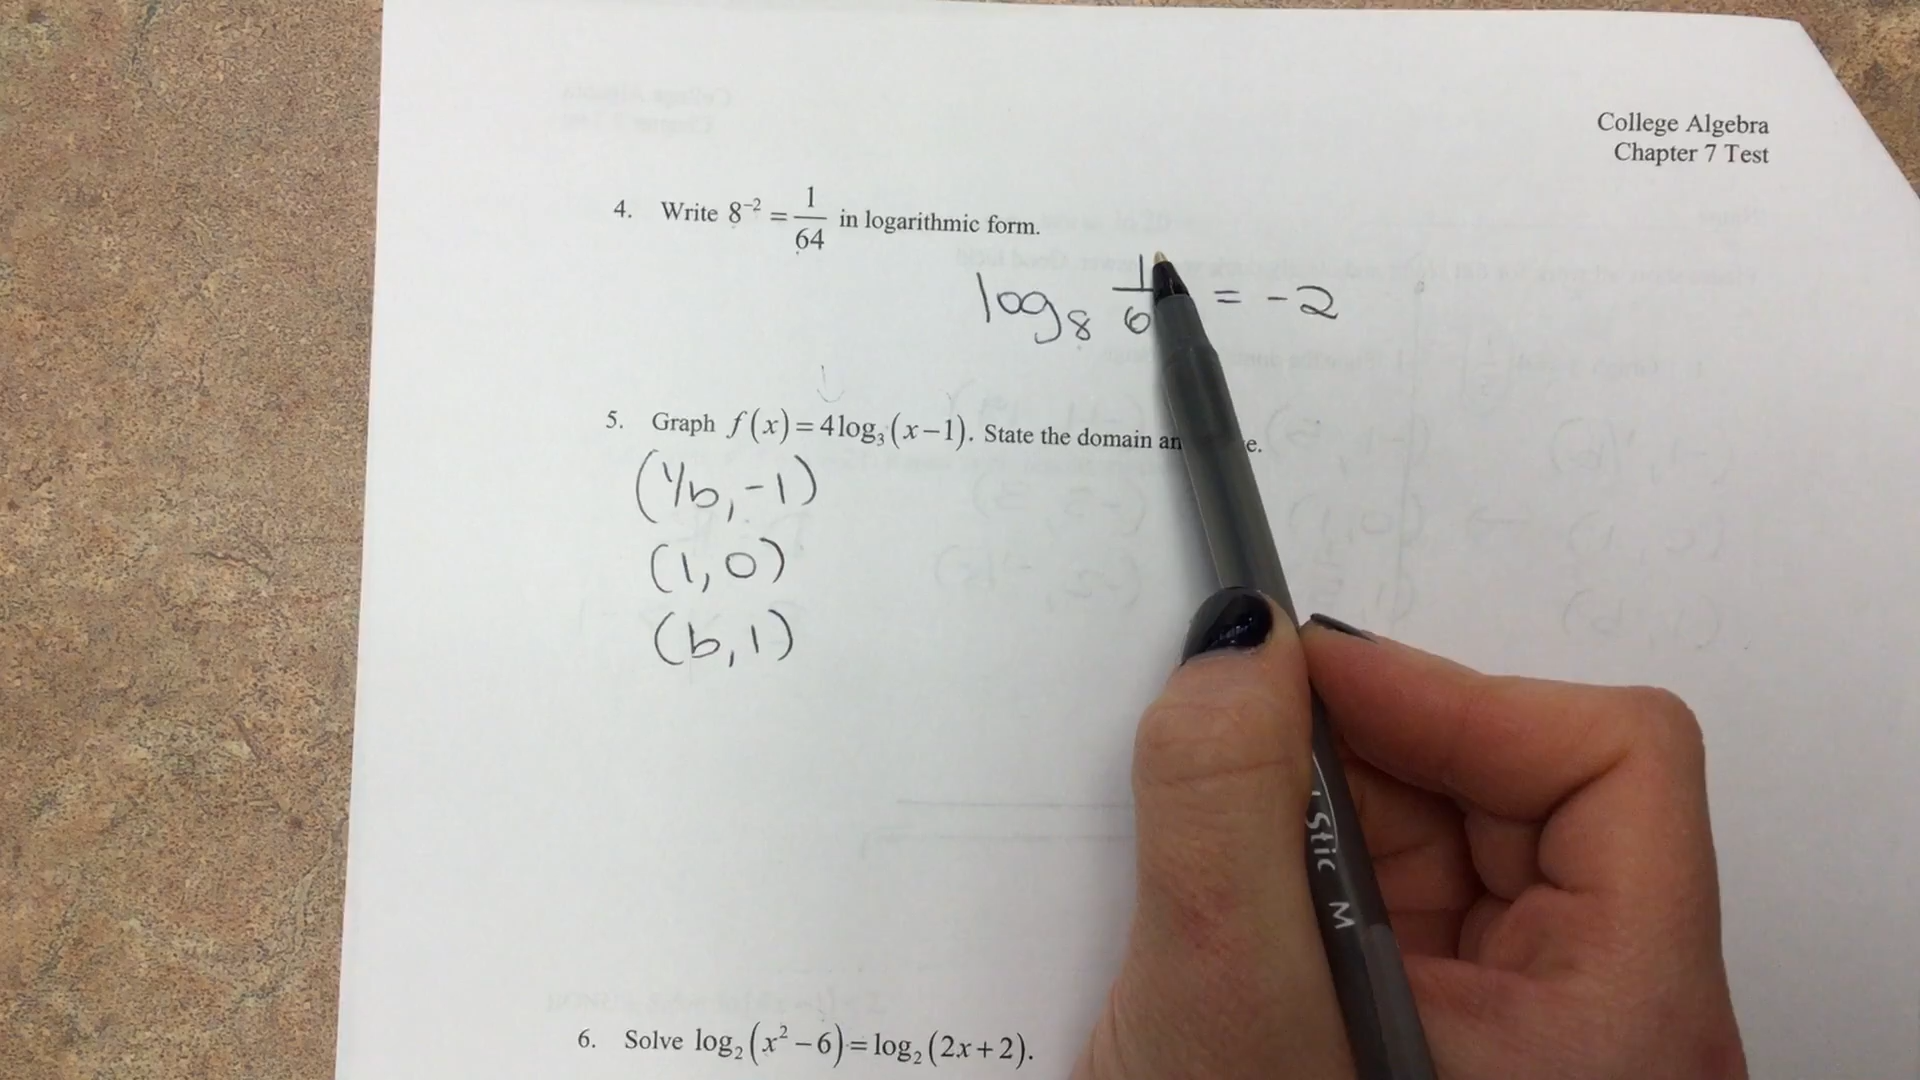 College Algebra
Chapter 7 Test
4. Write 8⁻² = 1/64 in logarithmic form.
log₈ 1/6 = -2
5. Graph f(x) = 4log₃(x−1). State the domain an e.
(1/b, -1)
(1, 0)
(b, 1)
6. Solve log₂(x² − 6) = log₂(2x + 2).
Stic M